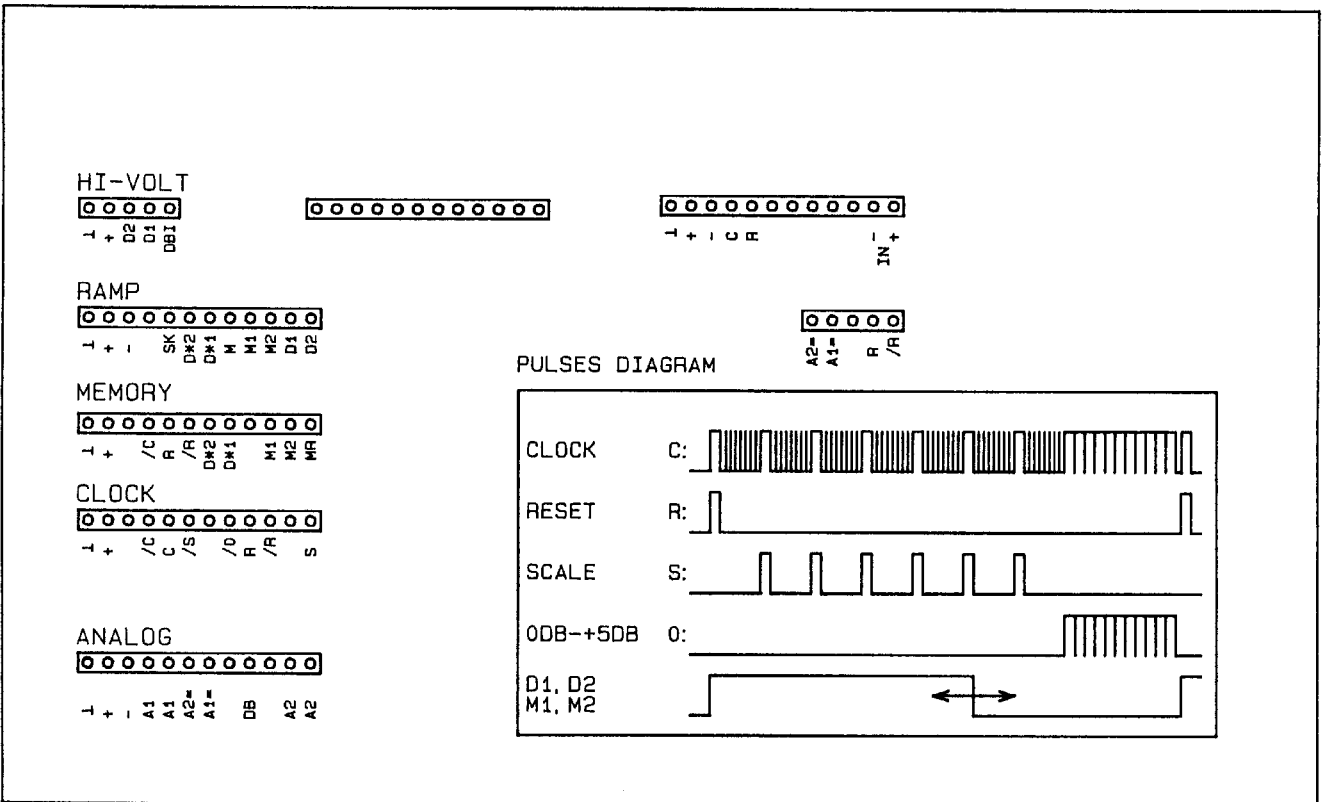 HI-VOLT
⊥ + D2 D1 DBI
⊥ + - C R IN - +
RAMP
⊥ + - SK D*2 D*1 M M1 M2 D1 D2
A2= A1= R /R
MEMORY
⊥ + /C R /R D*2 D*1 M1 M2 MR
CLOCK
⊥ + /C C /S /0 R /R S
ANALOG
⊥ + - A1 A1 A2= A1= DB A2 A2
PULSES DIAGRAM
CLOCK C:
RESET R:
SCALE S:
0DB-+5DB 0:
D1, D2
M1, M2